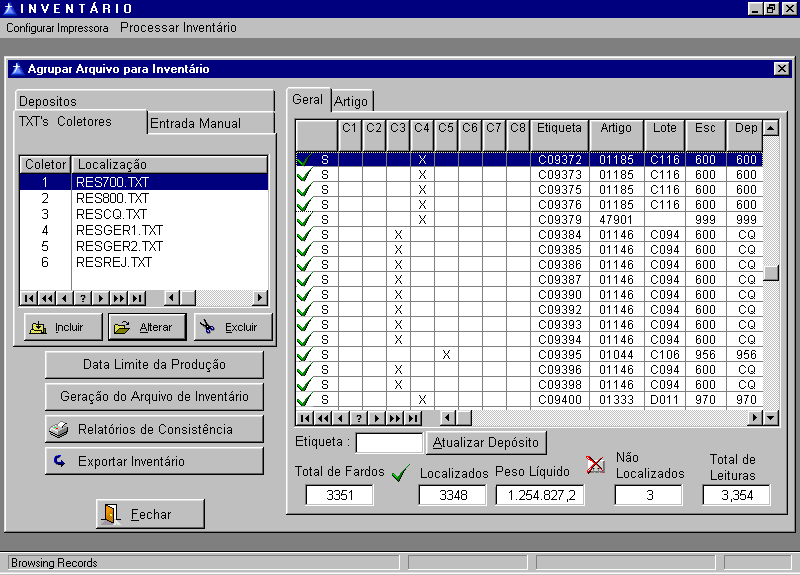 INVENTÁRIO
Configurar Impressora Processar Inventário
Agrupar Arquivo para Inventário
Depositos
TXT's Coletores Entrada Manual
Coletor Localização
1 RES700.TXT
2 RES800.TXT
3 RESCQ.TXT
4 RESGER1.TXT
5 RESGER2.TXT
6 RESREJ.TXT
Incluir Alterar Excluir
Data Limite da Produção
Geração do Arquivo de Inventário
Relatórios de Consistência
Exportar Inventário
Fechar
Geral Artigo
C1 C2 C3 C4 C5 C6 C7 C8 Etiqueta Artigo Lote Esc Dep
S X C09372 01185 C116 600 600
S X C09373 01185 C116 600 600
S X C09375 01185 C116 600 600
S X C09376 01185 C116 600 600
S X C09379 47901 999 999
S X C09384 01146 C094 600 CQ
S X C09385 01146 C094 600 CQ
S X C09386 01146 C094 600 CQ
S X C09387 01146 C094 600 CQ
S X C09390 01146 C094 600 CQ
S X C09392 01146 C094 600 CQ
S X C09393 01146 C094 600 CQ
S X C09394 01146 C094 600 CQ
S X C09395 01044 C106 956 956
S X C09396 01146 C094 600 CQ
S X C09398 01146 C094 600 CQ
S X C09400 01333 D011 970 970
Etiqueta : Atualizar Depósito
Total de Fardos Localizados Peso Líquido Não Localizados Total de Leituras
3351 3348 1.254.827,2 3 3,354
Browsing Records